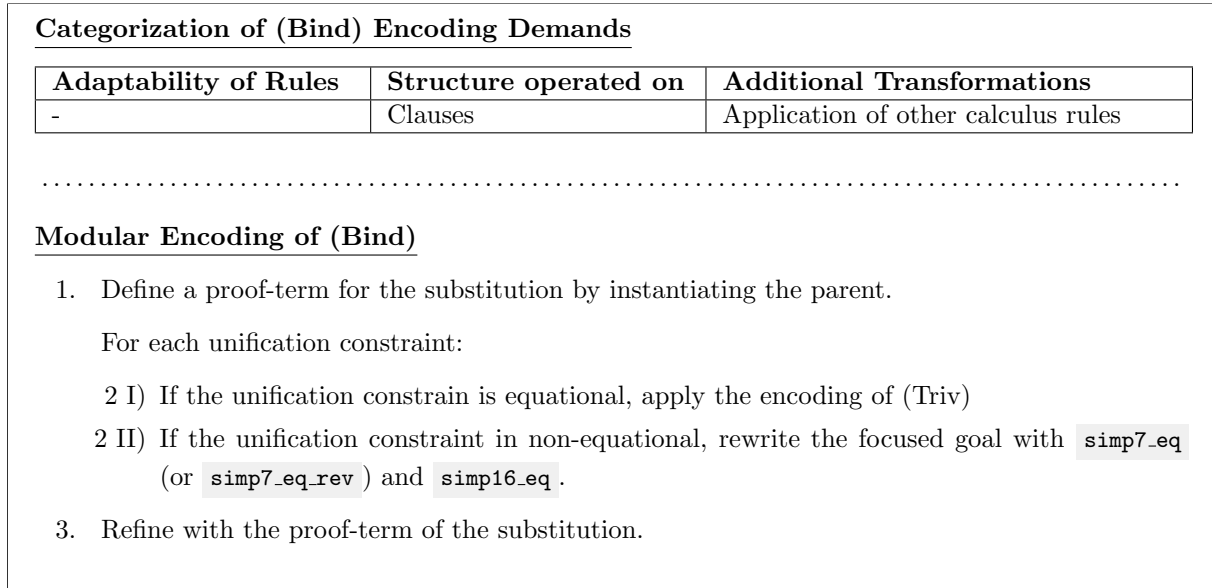 Categorization of (Bind) Encoding Demands
Adaptability of Rules Structure operated on Additional Transformations
- Clauses Application of other calculus rules
Modular Encoding of (Bind)
1. Define a proof-term for the substitution by instantiating the parent.
For each unification constraint:
2 I) If the unification constrain is equational, apply the encoding of (Triv)
2 II) If the unification constraint in non-equational, rewrite the focused goal with simp7_eq
(or simp7_eq_rev ) and simp16_eq .
3. Refine with the proof-term of the substitution.